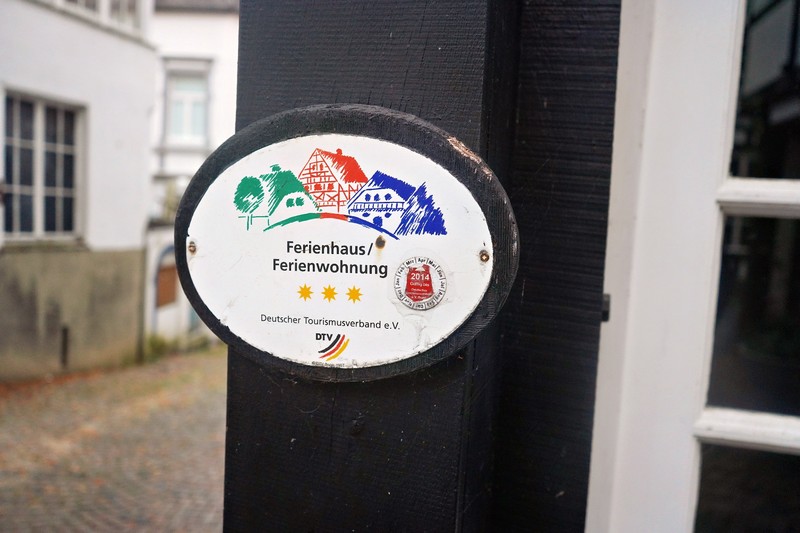 Ferienhaus/
Ferienwohnung
2014
Deutscher Tourismusverband e.V.
DTV